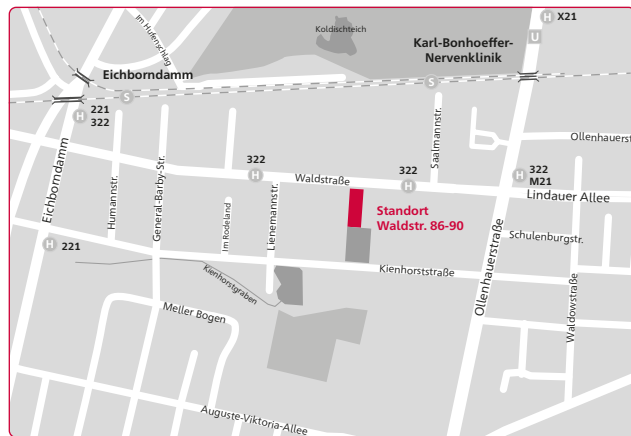 H X21
Im Hufenschlag
Koldischteich
U
Karl-Bonhoeffer-
Nervenklinik
Eichborndamm
S
S
H 221
322
Saalmannstr.
Ollenhauerst
322
H
Waldstraße
322
H
H 322
M21
Lindauer Allee
Eichborndamm
Humannstr.
General-Barby-Str.
Im Rodeland
Lienemannstr.
Standort
Waldstr. 86-90
Schulenburgstr.
H 221
Kienhorststraße
Kienhorstgraben
Ollenhauerstraße
Waldowstraße
Meller Bogen
Auguste-Viktoria-Allee